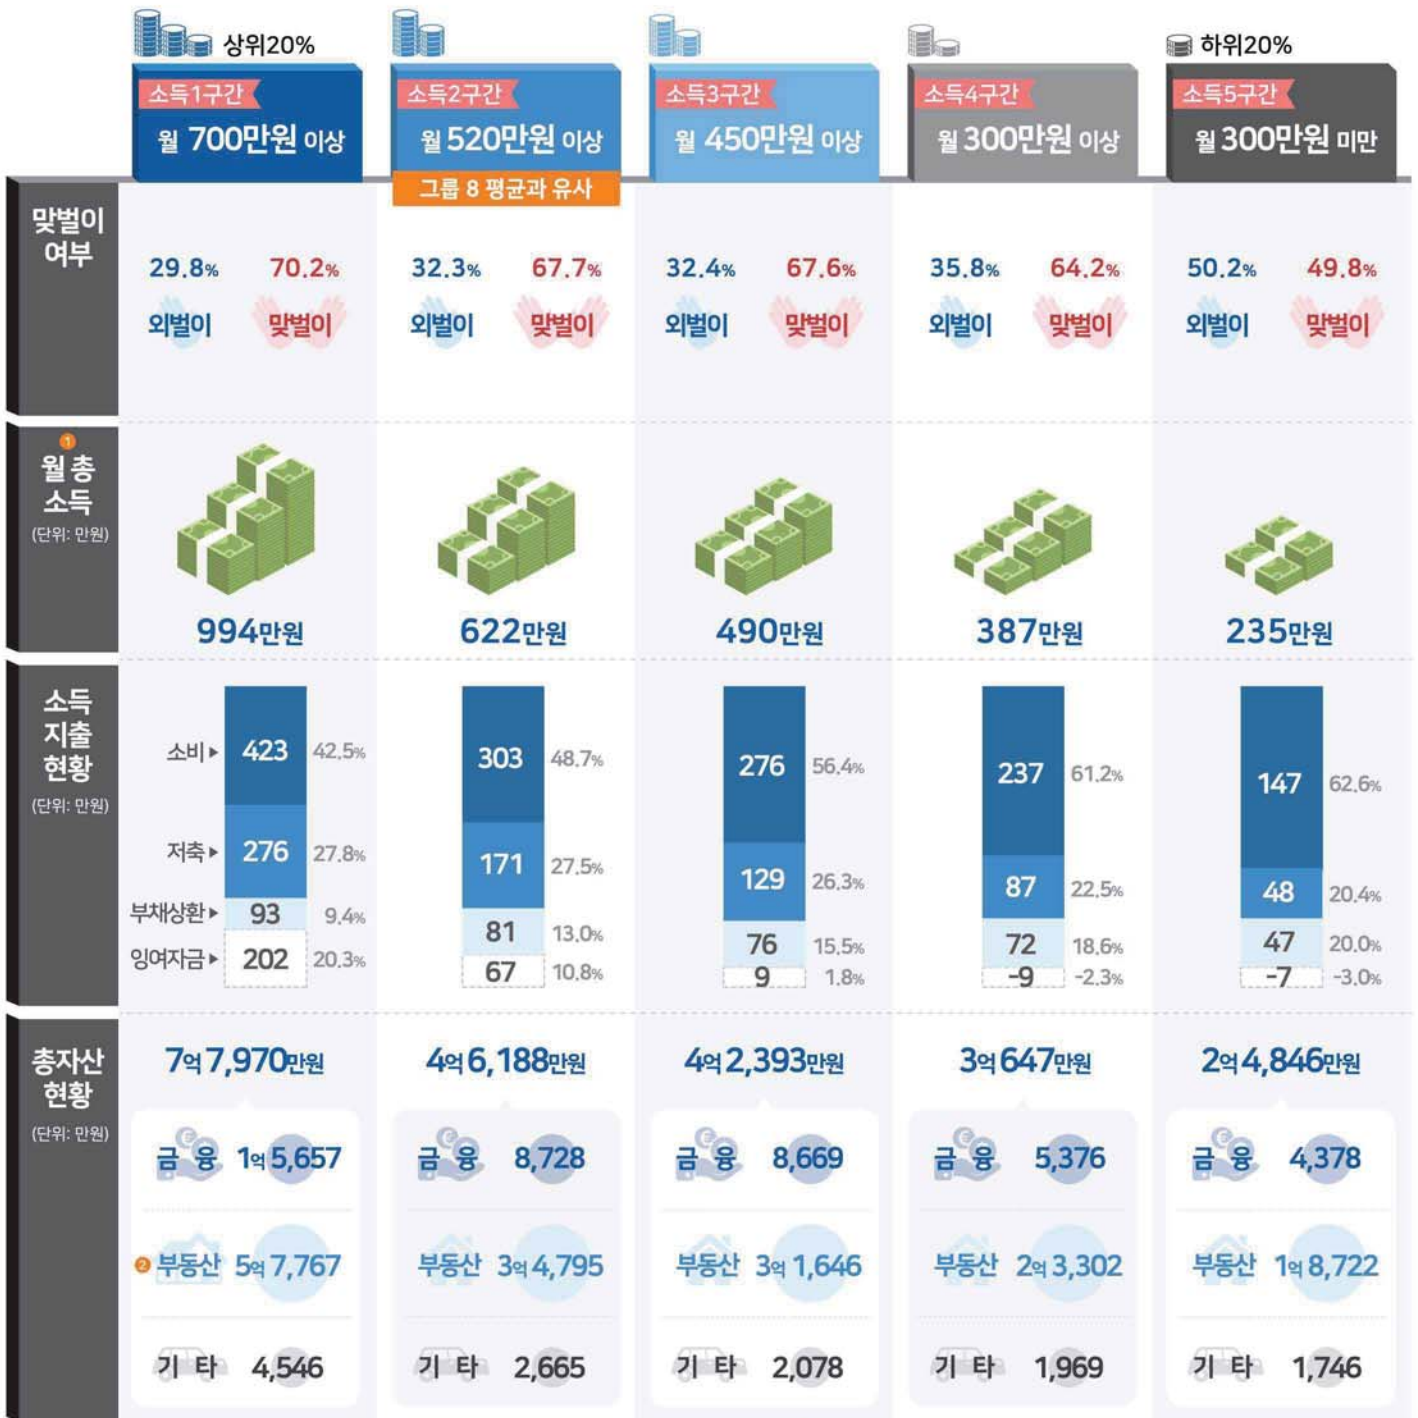 상위20%
하위20%
소득1구간
소득2구간
소득3구간
소득4구간
소득5구간
월 700만원 이상
월 520만원 이상
월 450만원 이상
월 300만원 이상
월 300만원 미만
그룹 8 평균과 유사
맞벌이
여부
29.8% 70.2%
32.3% 67.7%
32.4% 67.6%
35.8% 64.2%
50.2% 49.8%
외벌이 맞벌이
외벌이 맞벌이
외벌이 맞벌이
외벌이 맞벌이
외벌이 맞벌이
1
월 총
소득
(단위: 만원)
994만원
622만원
490만원
387만원
235만원
소득
지출
현황
(단위: 만원)
소비▶ 423 42.5%
저축▶ 276 27.8%
부채상환▶ 93 9.4%
잉여자금▶ 202 20.3%
303 48.7%
171 27.5%
81 13.0%
67 10.8%
276 56.4%
129 26.3%
76 15.5%
9 1.8%
237 61.2%
87 22.5%
72 18.6%
-9 -2.3%
147 62.6%
48 20.4%
47 20.0%
-7 -3.0%
총자산
현황
(단위: 만원)
7억 7,970만원
금 융 1억 5,657
2 부동산 5억 7,767
기 타 4,546
4억 6,188만원
금 융 8,728
부동산 3억 4,795
기 타 2,665
4억 2,393만원
금 융 8,669
부동산 3억 1,646
기 타 2,078
3억 647만원
금 융 5,376
부동산 2억 3,302
기 타 1,969
2억 4,846만원
금 융 4,378
부동산 1억 8,722
기 타 1,746